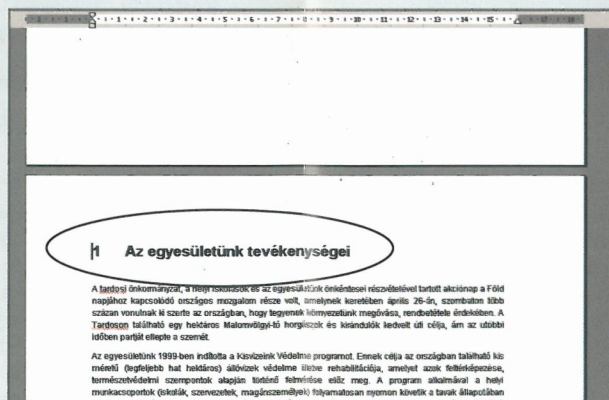 1 Az egyesületünk tevékenységei
A tardosi önkormányzat, a helyi iskolások és az egyesületünk önkéntesei részvételével tartott akciónap a Föld
napjához kapcsolódó országos mozgalom része volt, amelynek keretében április 26-án, szombaton több
százan vonulnak ki szerte az országban, hogy tegyenek környezetünk megóvása, rendbetétele érdekében. A
Tardoson található egy hektáros Malomvölgyi-tó horgászok és kirándulók kedvelt úti célja, ám az utóbbi
időben partját ellepte a szemét.
Az egyesületünk 1999-ben indította a Kisvizeink Védelme programot. Ennek célja az országban található kis
méretű (legfeljebb hat hektáros) állóvizek védelme illetve rehabilitációja, amelyet azok feltérképezése,
természetvédelmi szempontok alapján történő felmérése előz meg. A program alkalmával a helyi
munkacsoportok (iskolák, szervezetek, magánszemélyek) folyamatosan nyomon követik a tavak állapotában